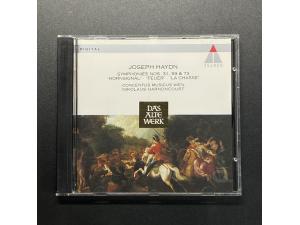 DIGITAL
TELDEC
JOSEPH HAYDN
SYMPHONIES NOS. 31, 59 & 73
"HORNSIGNAL" · "FEUER" · "LA CHASSE"
CONCENTUS MUSICUS WIEN
NIKOLAUS HARNONCOURT
DAS
ALTE
WERK